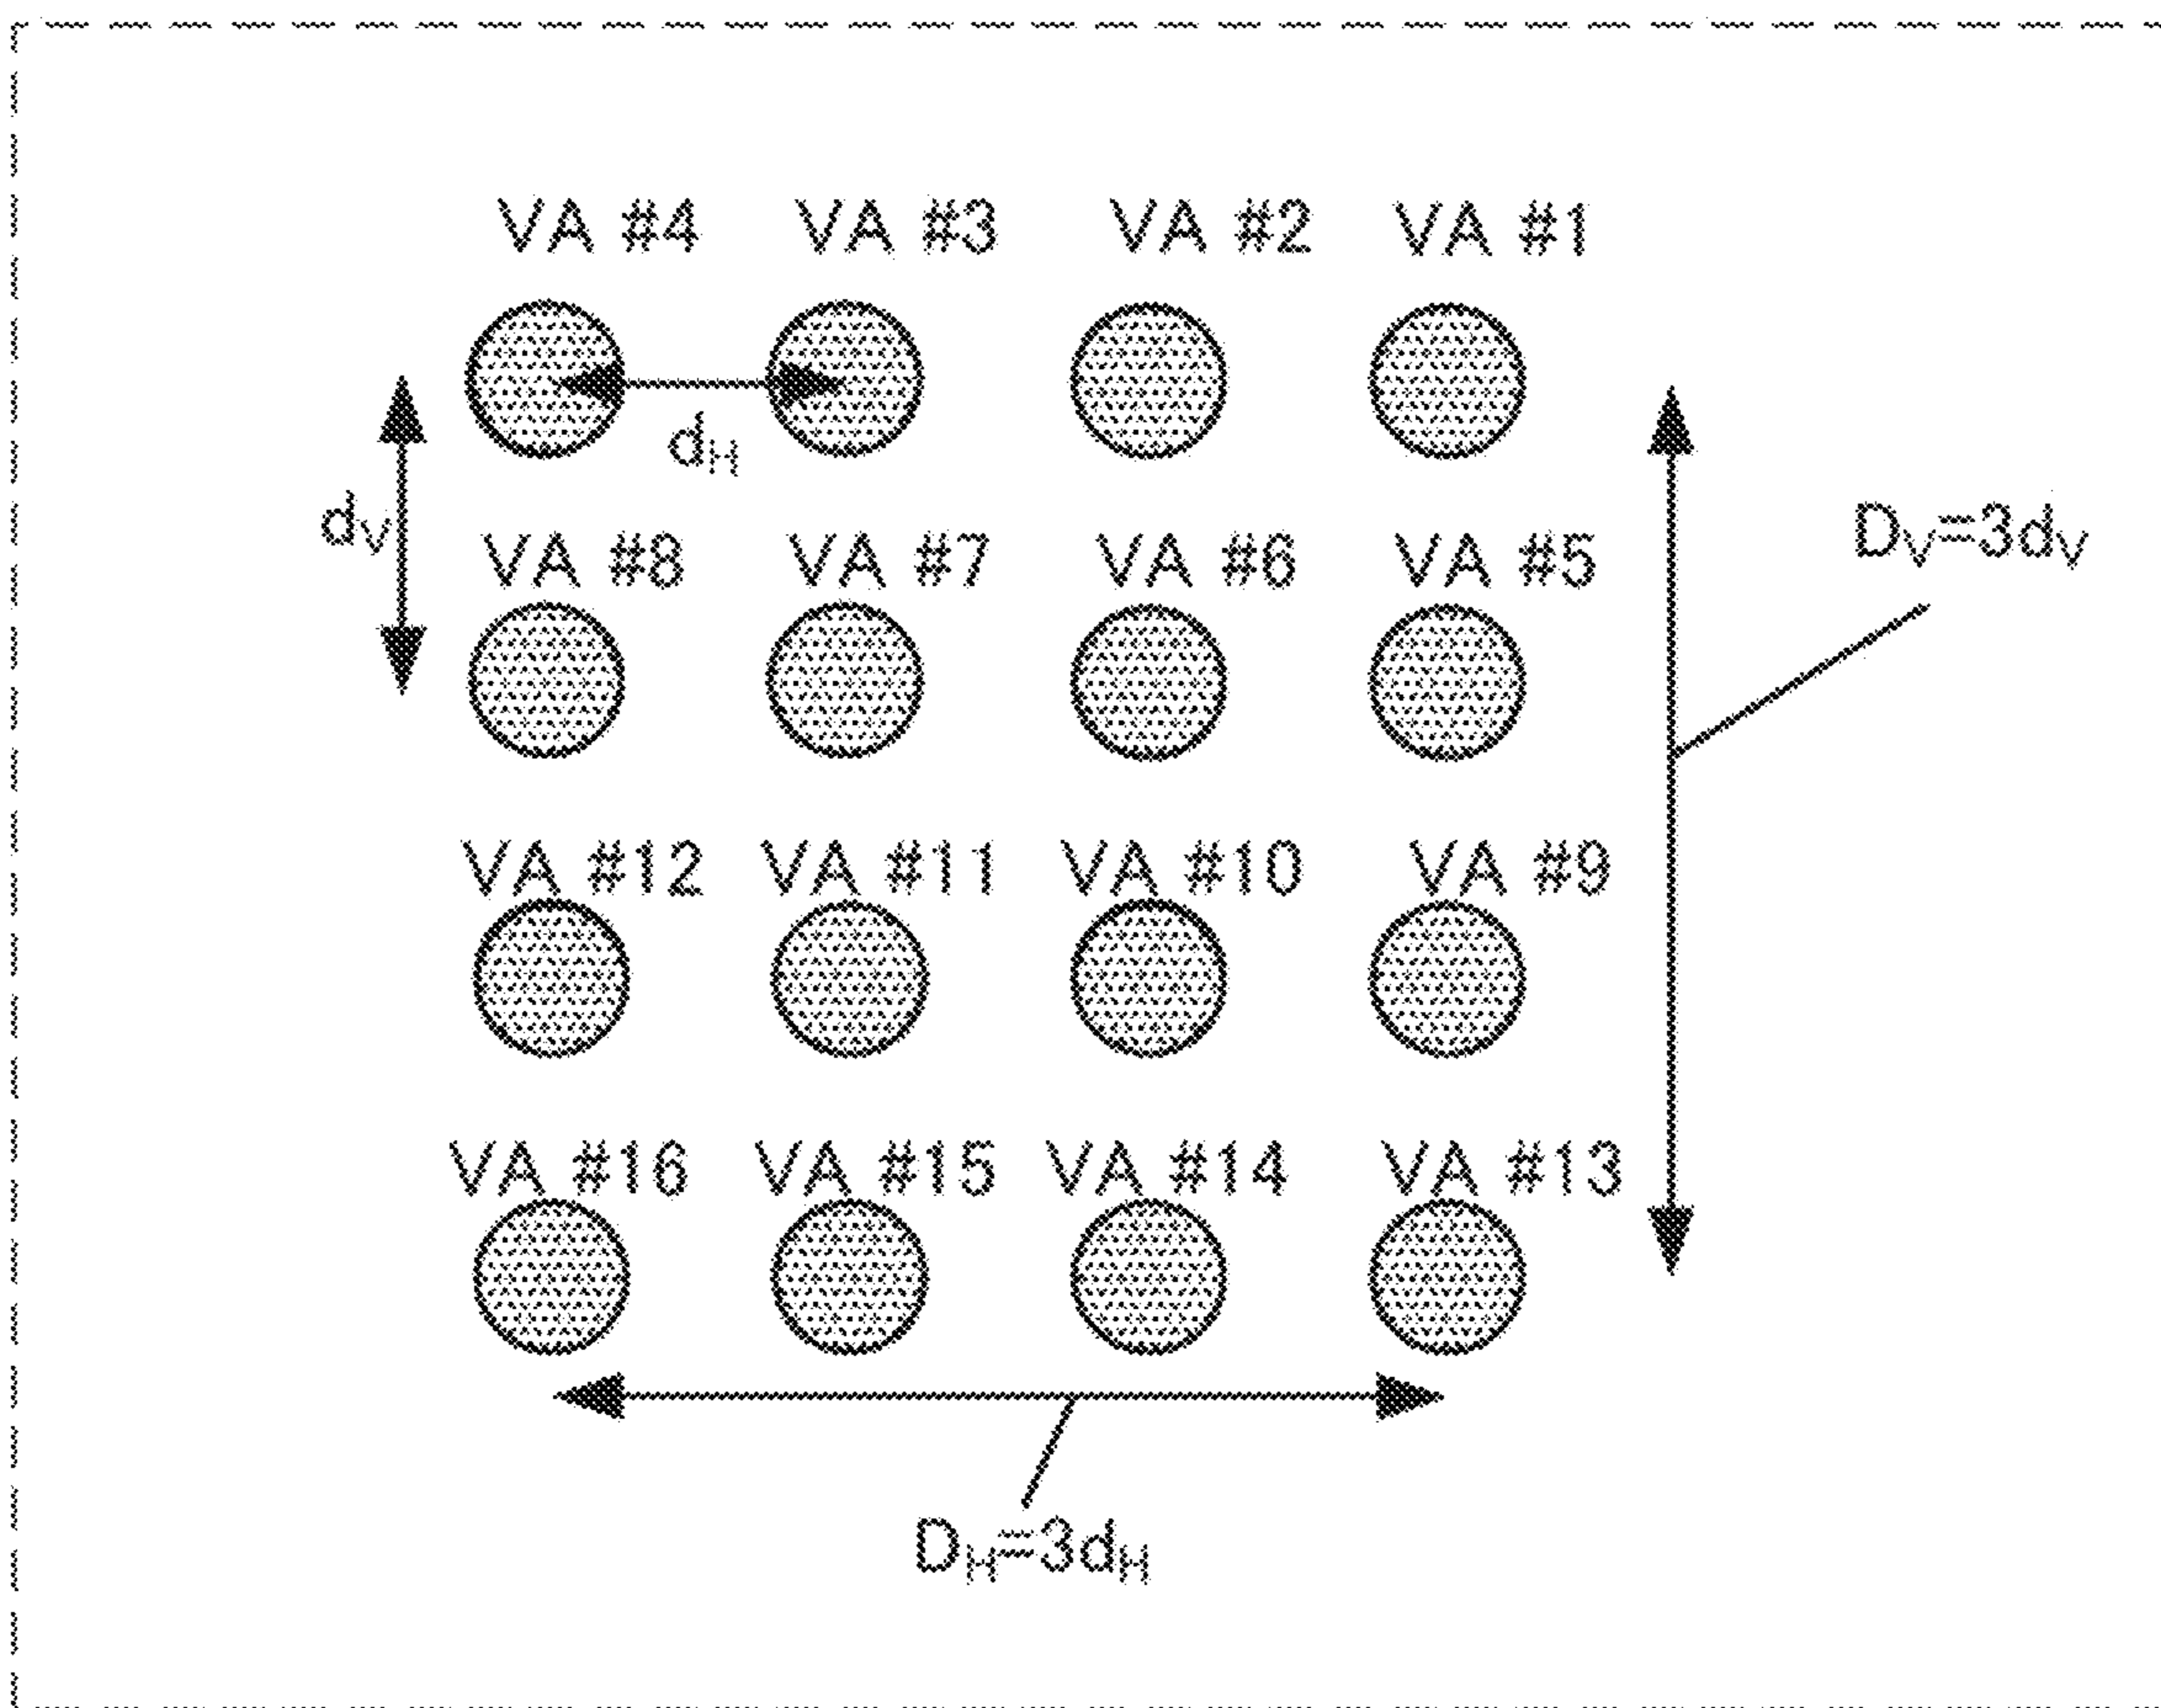 VA #4 VA #3 VA #2 VA #1
dH
dV
DV=3dV
VA #8 VA #7 VA #6 VA #5
VA #12 VA #11 VA #10 VA #9
VA #16 VA #15 VA #14 VA #13
DH=3dH